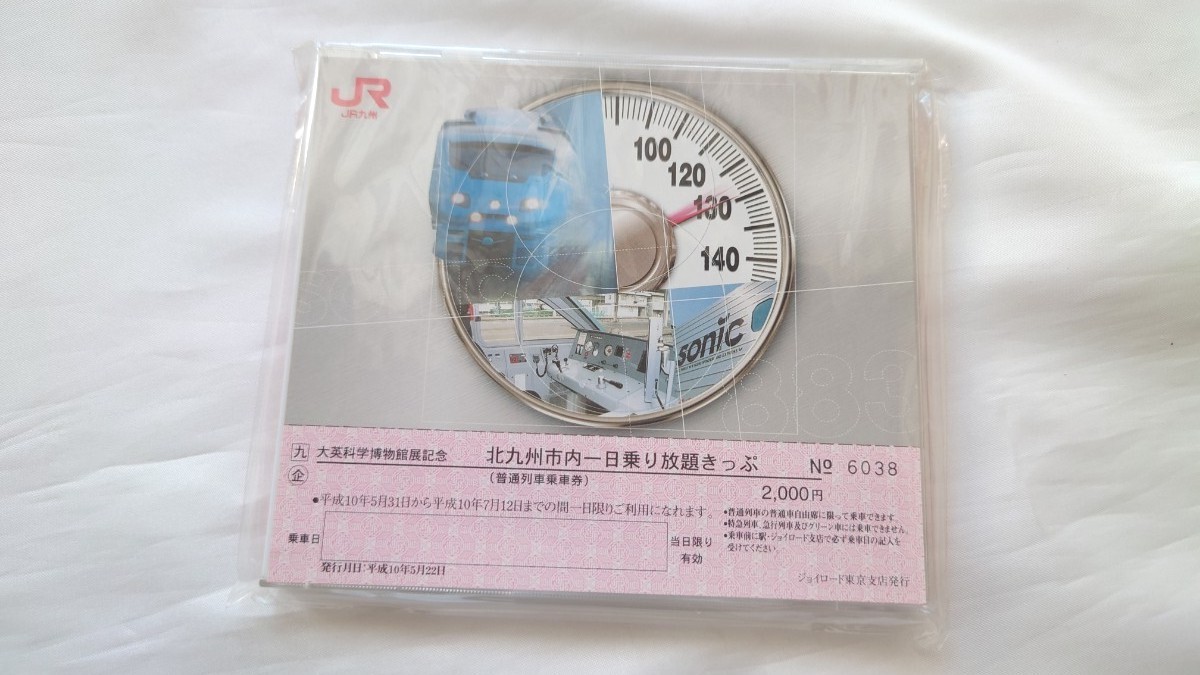 JR
JR九州
100
120
130
140
sonic
883
九 大英科学博物館展記念 北九州市内一日乗り放題きっぷ № 6038
企 (普通列車乗車券) 2,000円
●平成10年5月31日から平成10年7月12日までの間一日限りご利用になれます。
●普通列車の普通車自由席に限って乗車できます。
●特急列車、急行列車及びグリーン車には乗車できません。
●乗車前に駅・ジョイロード支店で必ず乗車日の記入を
受けてください。
乗車日 当日限り
有効
発行月日：平成10年5月22日
ジョイロード東京支店発行